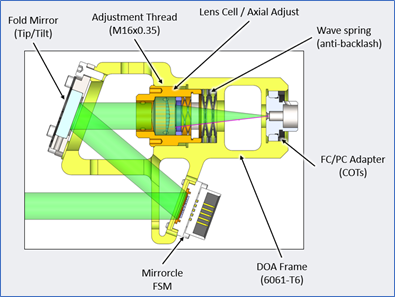 Fold Mirror
(Tip/Tilt)
Adjustment Thread
(M16x0.35)
Lens Cell / Axial Adjust
Wave spring
(anti-backlash)
FC/PC Adapter
(COTs)
Mirrorcle
FSM
DOA Frame
(6061-T6)